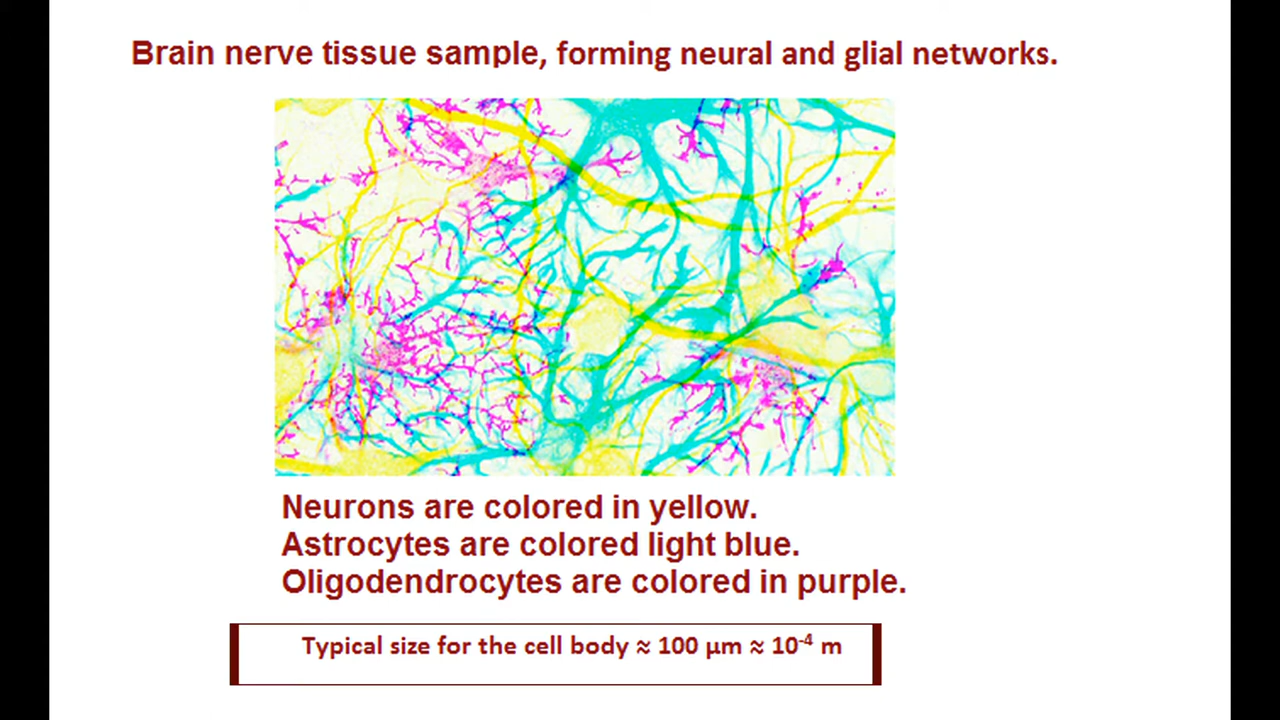 Brain nerve tissue sample, forming neural and glial networks.
Neurons are colored in yellow.
Astrocytes are colored light blue.
Oligodendrocytes are colored in purple.
Typical size for the cell body ≈ 100 μm ≈ 10⁻⁴ m